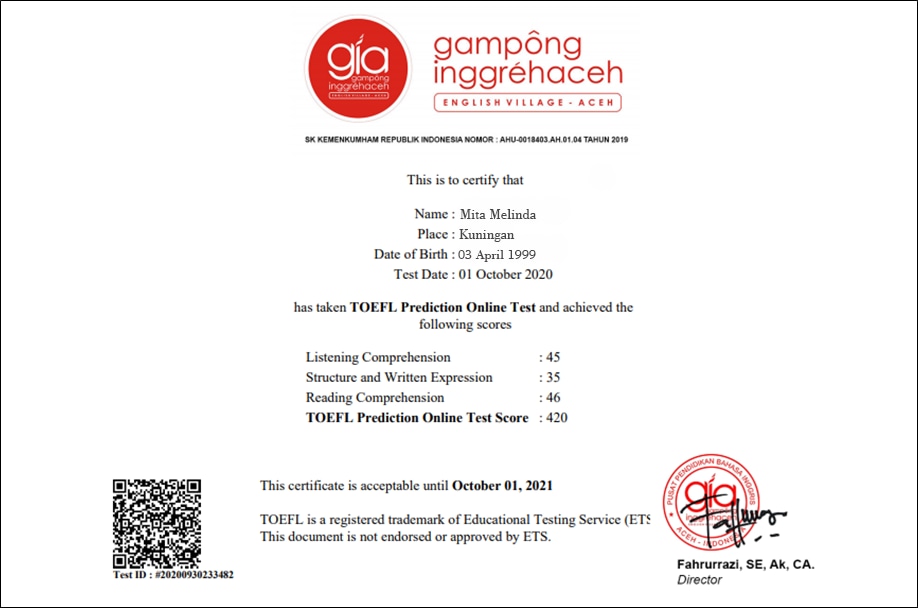 gía
gampông
inggréhaceh
ENGLISH VILLAGE - ACEH
gampông
inggréhaceh
ENGLISH VILLAGE - ACEH
SK KEMENKUMHAM REPUBLIK INDONESIA NOMOR : AHU-0018403.AH.01.04 TAHUN 2019
This is to certify that
Name : Mita Melinda
Place : Kuningan
Date of Birth : 03 April 1999
Test Date : 01 October 2020
has taken TOEFL Prediction Online Test and achieved the
following scores
Listening Comprehension : 45
Structure and Written Expression : 35
Reading Comprehension : 46
TOEFL Prediction Online Test Score : 420
This certificate is acceptable until October 01, 2021
TOEFL is a registered trademark of Educational Testing Service (ETS
This document is not endorsed or approved by ETS.
Test ID : #20200930233482
PUSAT PENDIDIKAN BAHASA INGGRIS
gía
ACEH - INDONESIA
Fahrurrazi, SE, Ak, CA.
Director